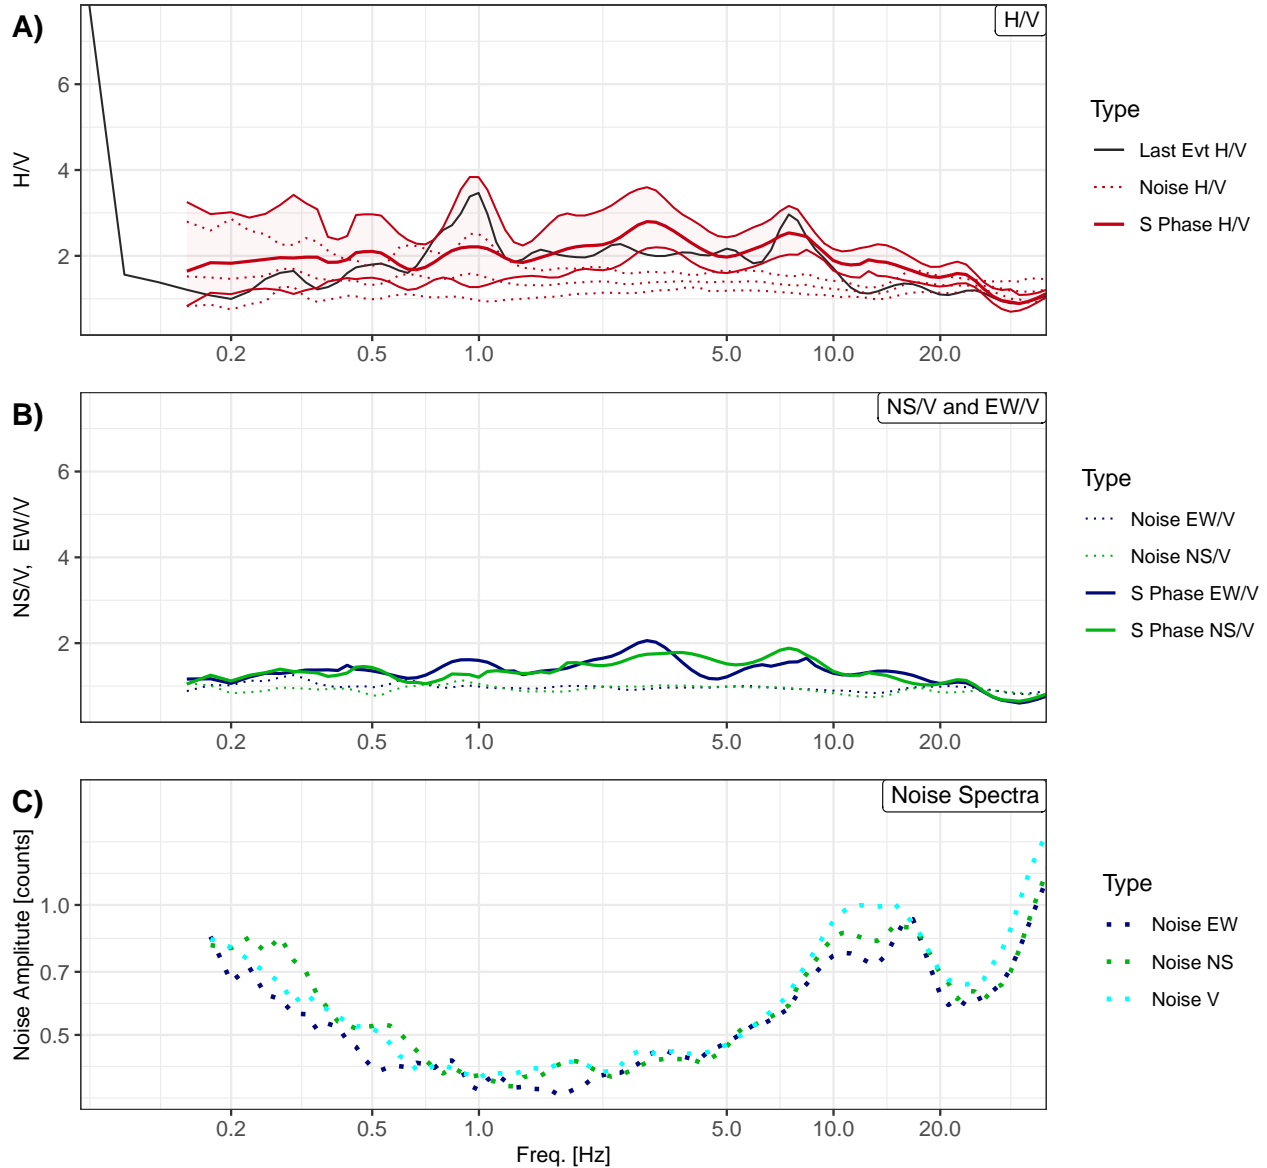 A)
H/V
6
4
2
H/V
0.2 0.5 1.0 5.0 10.0 20.0
Type
Last Evt H/V
Noise H/V
S Phase H/V
B)
NS/V and EW/V
6
4
2
NS/V, EW/V
0.2 0.5 1.0 5.0 10.0 20.0
Type
Noise EW/V
Noise NS/V
S Phase EW/V
S Phase NS/V
C)
Noise Spectra
1.0
0.7
0.5
Noise Amplitute [counts]
0.2 0.5 1.0 5.0 10.0 20.0
Freq. [Hz]
Type
Noise EW
Noise NS
Noise V